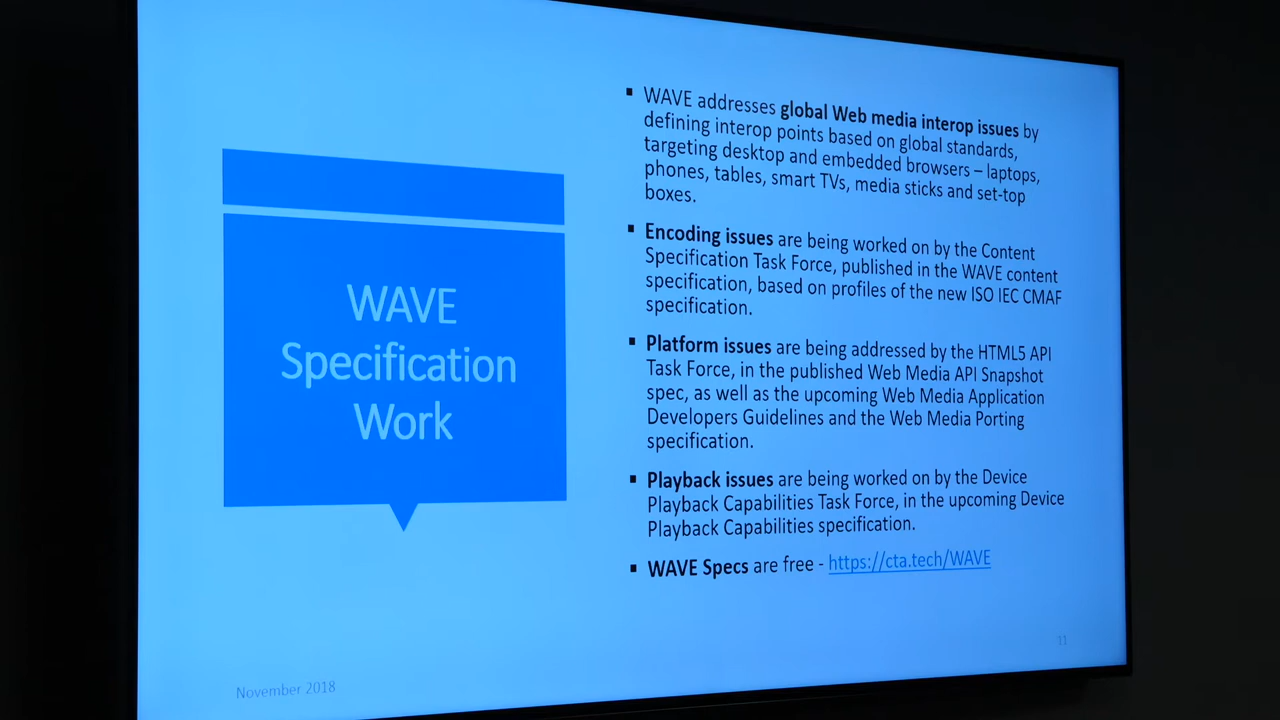 WAVE
Specification
Work
▪ WAVE addresses global Web media interop issues by
defining interop points based on global standards,
targeting desktop and embedded browsers – laptops,
phones, tables, smart TVs, media sticks and set-top
boxes.
▪ Encoding issues are being worked on by the Content
Specification Task Force, published in the WAVE content
specification, based on profiles of the new ISO IEC CMAF
specification.
▪ Platform issues are being addressed by the HTML5 API
Task Force, in the published Web Media API Snapshot
spec, as well as the upcoming Web Media Application
Developers Guidelines and the Web Media Porting
specification.
▪ Playback issues are being worked on by the Device
Playback Capabilities Task Force, in the upcoming Device
Playback Capabilities specification.
▪ WAVE Specs are free - https://cta.tech/WAVE
November 2018
11